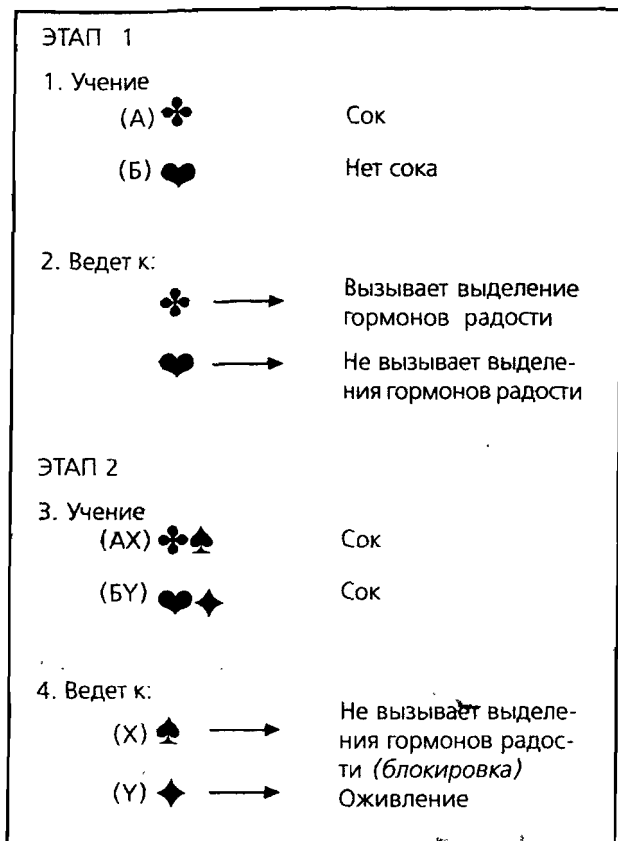 ЭТАП 1
1. Учение
(А) ♣ Сок
(Б) ♥ Нет сока
2. Ведет к:
♣ → Вызывает выделение
гормонов радости
♥ → Не вызывает выделе-
ния гормонов радости
ЭТАП 2
3. Учение
(АХ) ♣♠ Сок
(БY) ♥♦ Сок
4. Ведет к:
(X) ♠ → Не вызывает выделе-
ния гормонов радос-
ти (блокировка)
(Y) ♦ → Оживление